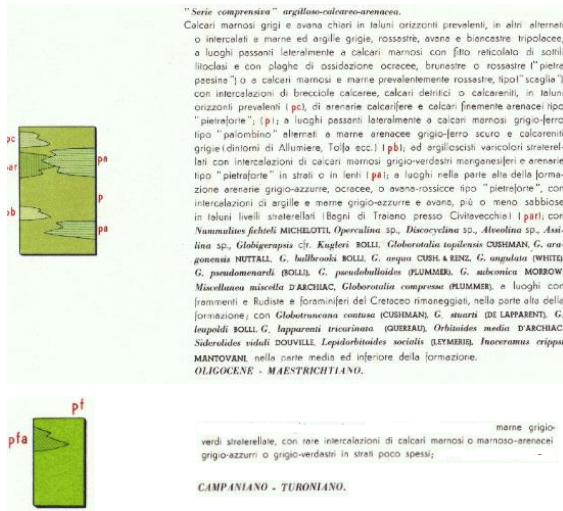 "Serie comprensiva" argilloso-calcareo-arenacea.
Calcari marnosi grigi e avana chiari in taluni orizzonti prevalenti, in altri alternati
o intercalati a marne ed argille grigie, rossastre, avana e biancastre tripolacee,
a luoghi passanti lateralmente a calcari marnosi con fitto reticolato di sottili
litoclasi e con plaghe di ossidazione ocracee, brunastre o rossastre ("pietra
paesina") o a calcari marnosi e marne prevalentemente rossastre, tipo("scaglia")
con intercalazioni di brecciole calcaree, calcari detritici o calcareniti, in taluni
orizzonti prevalenti (pc), di arenarie calcarifere e calcari finemente arenacei tipo
"pietraforte"; (p); a luoghi passanti lateralmente a calcari marnosi grigio-ferro
tipo "palombino" alternati a marne arenacee grigio-ferro scuro e calcareniti
grigie (dintorni di Allumiere, Tolfa ecc.) (pb); ed argilloscisti varicolori straterel-
lati con intercalazioni di calcari marnosi grigio-verdastri manganesiferi e arenarie
tipo "pietraforte" in strati o in lenti (pa); a luoghi nella parte alta della forma-
zione arenarie grigio-azzurre, ocracee, o avana-rossicce tipo "pietraforte", con
intercalazioni di argille e marne grigio-azzurre e avana, più o meno sabbiose
in taluni livelli straterellati (Bagni di Traiano presso Civitavecchia) (par); con
Nummulites fichteli MICHELOTTI, Operculina sp., Discocyclina sp., Alveolina sp., Assi-
lina sp., Globigerapsis cfr. Kugleri BOLLI, Globorotalia topilensis CUSHMAN, G. ara-
gonensis NUTTALL, G. bullbrooki BOLLI, G. aequa CUSH. & RENZ, G. angulata (WHITE)
G. pseudomenardi (BOLLI), G. pseudobulloides (PLUMMER), G. subconica MORROW
Miscellanea miscella D'ARCHIAC, Globorotalia compressa (PLUMMER), a luoghi con
frammenti e Rudiste e foraminiferi del Cretaceo rimaneggiati, nella parte alta della
formazione; con Globotruncana contusa (CUSHMAN), G. stuarti (DE LAPPARENT), G.
leupoldi BOLLI, G. lapparenti tricarinata (QUEREAU), Orbitoides media D'ARCHIAC
Siderolides vidali DOUVILLE, Lepidorbitoides socialis (LEYMERIE), Inoceramus crippsi
MANTOVANI, nella parte media ed inferiore della formazione.
OLIGOCENE - MAESTRICHTIANO.
pc
par
pa
p
pb
pa
pf
pfa
marne grigio-
verdi straterellate, con rare intercalazioni di calcari marnosi o marnoso-arenacei
grigio-azzurri o grigio-verdastri in strati poco spessi;
CAMPANIANO - TURONIANO.